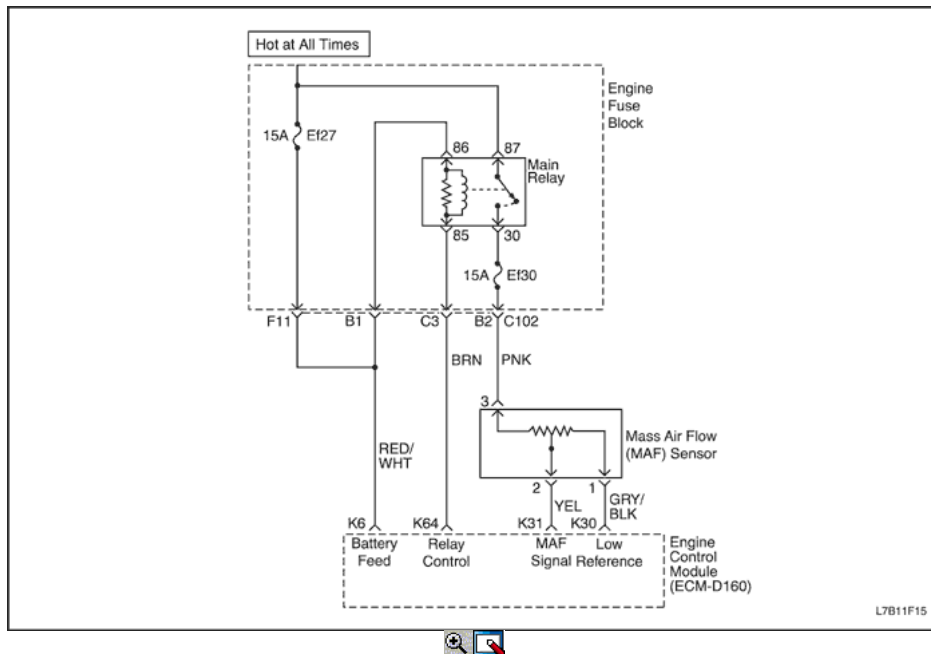 Hot at All Times
Engine
Fuse
Block
15A Ef27
86
87
Main
Relay
85
30
15A Ef30
F11
B1
C3
B2
C102
BRN
PNK
3
Mass Air Flow
(MAF) Sensor
RED/
WHT
2
1
YEL
GRY/
BLK
K6
K64
K31
K30
Battery
Feed
Relay
Control
MAF
Signal
Low
Reference
Engine
Control
Module
(ECM-D160)
L7B11F15